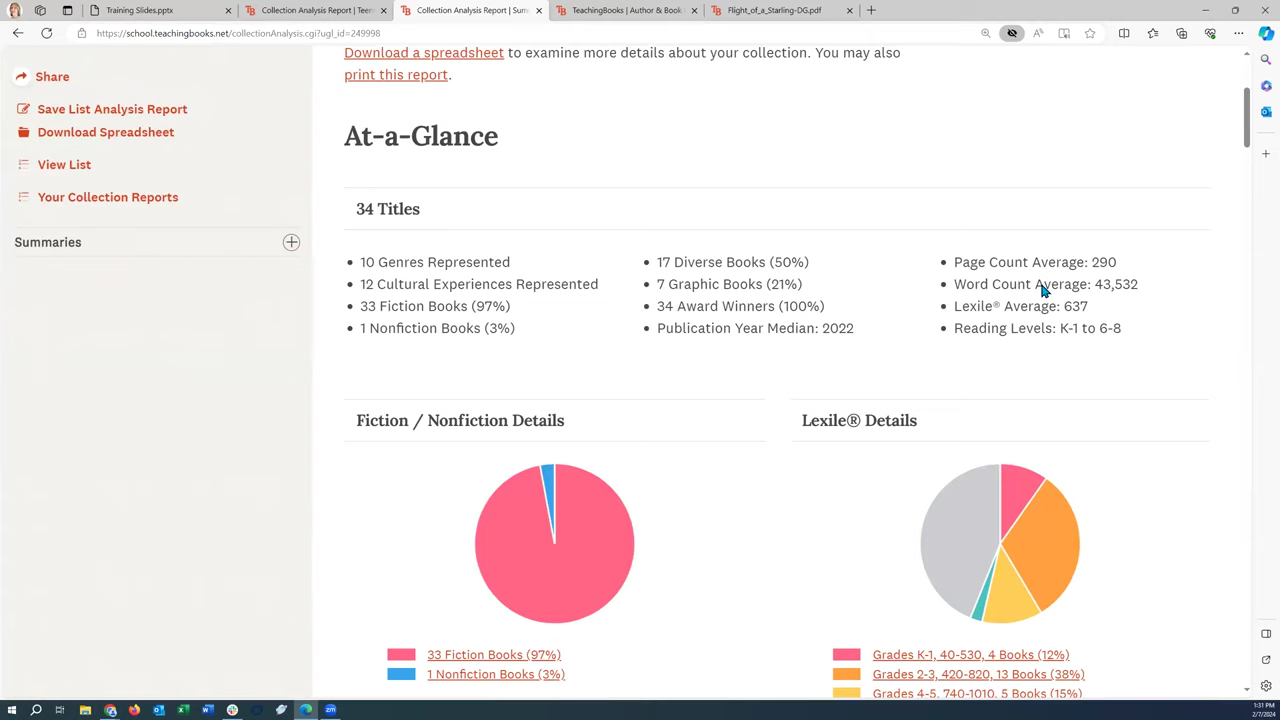 Training Slides.pptx
Collection Analysis Report | Teen
Collection Analysis Report | Sum
TeachingBooks | Author & Book
Flight_of_a_Starling-DG.pdf
https://school.teachingbooks.net/collectionAnalysis.cgi?ugl_id=249998
Share
Save List Analysis Report
Download Spreadsheet
View List
Your Collection Reports
Summaries
Download a spreadsheet to examine more details about your collection. You may also
print this report.
At-a-Glance
34 Titles
10 Genres Represented
12 Cultural Experiences Represented
33 Fiction Books (97%)
1 Nonfiction Books (3%)
17 Diverse Books (50%)
7 Graphic Books (21%)
34 Award Winners (100%)
Publication Year Median: 2022
Page Count Average: 290
Word Count Average: 43,532
Lexile® Average: 637
Reading Levels: K-1 to 6-8
Fiction / Nonfiction Details
33 Fiction Books (97%)
1 Nonfiction Books (3%)
Lexile® Details
Grades K-1, 40-530, 4 Books (12%)
Grades 2-3, 420-820, 13 Books (38%)
Grades 4-5, 740-1010, 5 Books (15%)
1:31 PM
2/7/2024